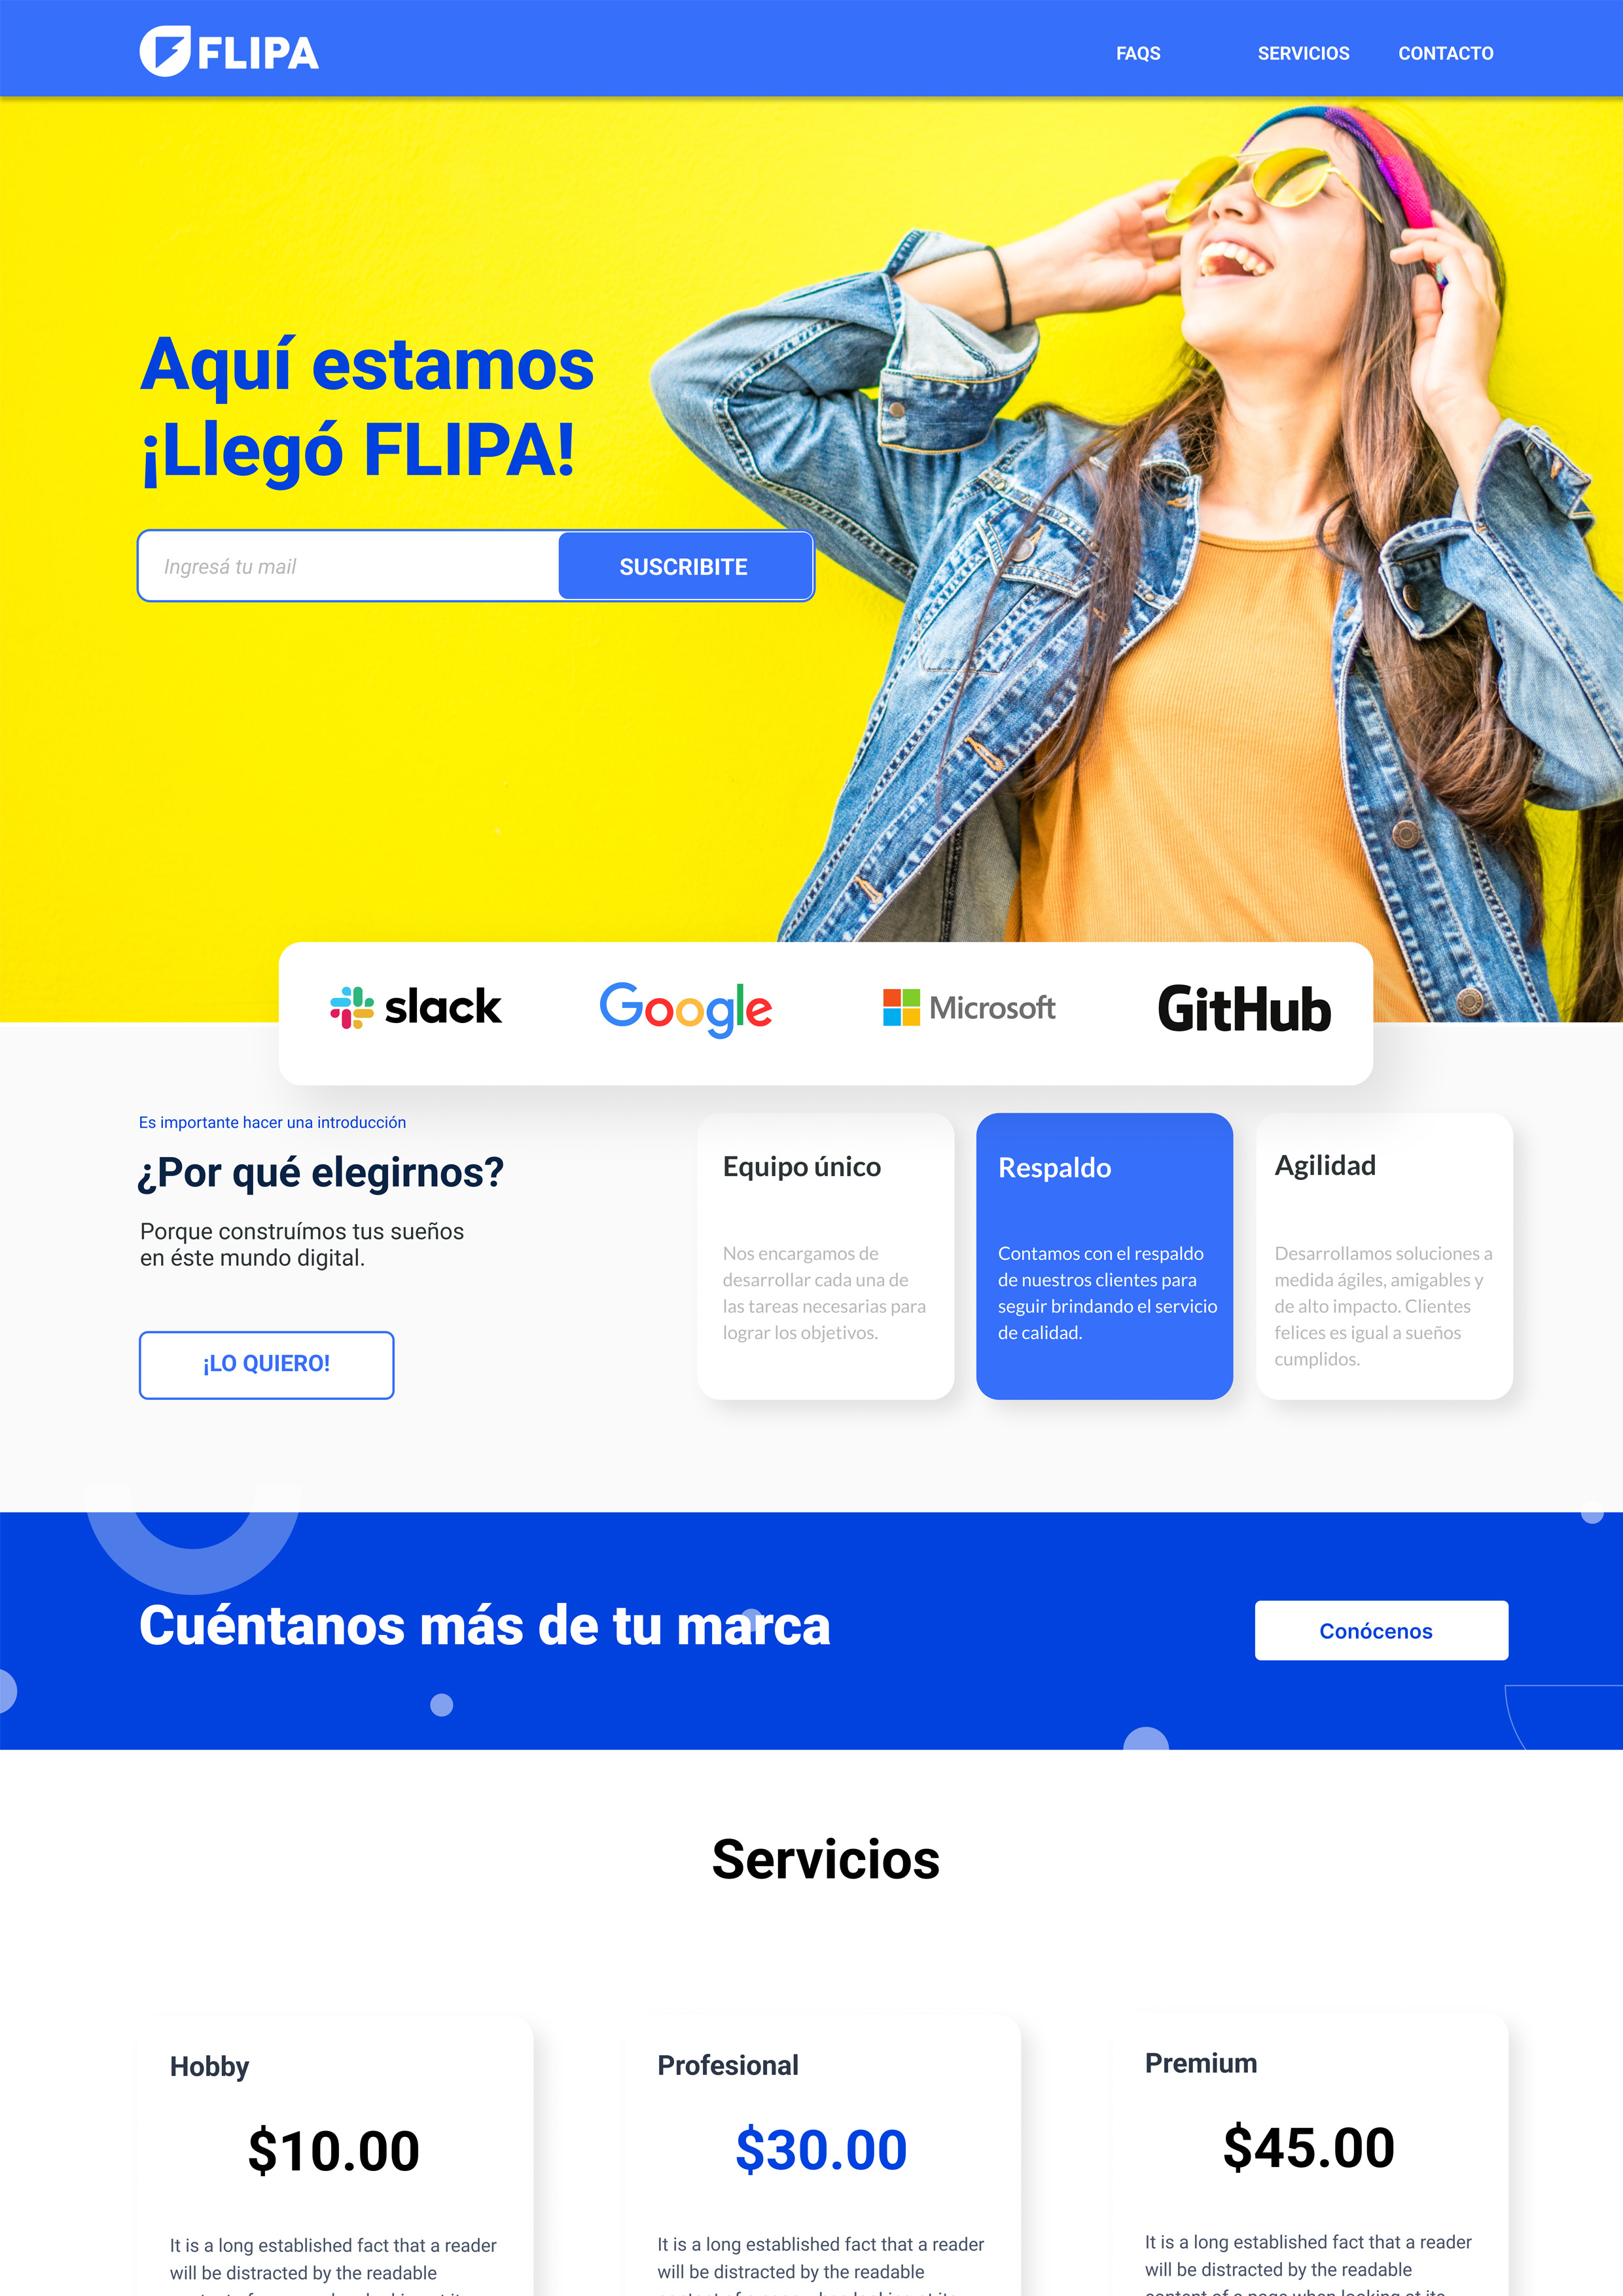 FLIPA
FAQS
SERVICIOS
CONTACTO
Aquí estamos
¡Llegó FLIPA!
Ingresá tu mail
SUSCRIBITE
slack
Google
Microsoft
GitHub
Es importante hacer una introducción
¿Por qué elegirnos?
Porque construímos tus sueños
en éste mundo digital.
¡LO QUIERO!
Equipo único
Nos encargamos de
desarrollar cada una de
las tareas necesarias para
lograr los objetivos.
Respaldo
Contamos con el respaldo
de nuestros clientes para
seguir brindando el servicio
de calidad.
Agilidad
Desarrollamos soluciones a
medida ágiles, amigables y
de alto impacto. Clientes
felices es igual a sueños
cumplidos.
Cuéntanos más de tu marca
Conócenos
Servicios
Hobby
$10.00
It is a long established fact that a reader
will be distracted by the readable
Profesional
$30.00
It is a long established fact that a reader
will be distracted by the readable
Premium
$45.00
It is a long established fact that a reader
will be distracted by the readable
content of a page when looking at its